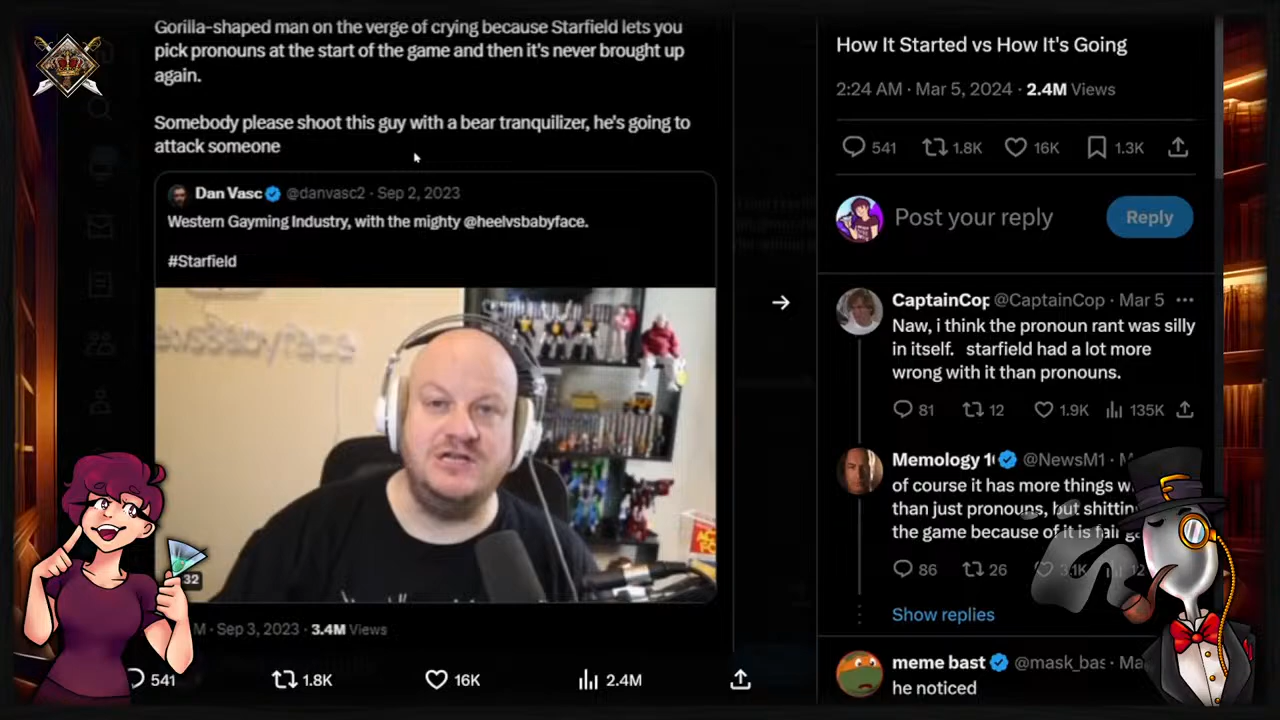 Gorilla-shaped man on the verge of crying because Starfield lets you
pick pronouns at the start of the game and then it's never brought up
again.
Somebody please shoot this guy with a bear tranquilizer, he's going to
attack someone
Dan Vasc @danvasc2 · Sep 2, 2023
Western Gayming Industry, with the mighty @heelvsbabyface.
#Starfield
32
M · Sep 3, 2023 · 3.4M Views
541 1.8K 16K 2.4M
How It Started vs How It's Going
2:24 AM · Mar 5, 2024 · 2.4M Views
541 1.8K 16K 1.3K
Post your reply
Reply
CaptainCop @CaptainCop · Mar 5
Naw, i think the pronoun rant was silly
in itself. starfield had a lot more
wrong with it than pronouns.
81 12 1.9K 135K
Memology 1 @NewsM1 · M
of course it has more things w
than just pronouns, but shitting
the game because of it is fair
86 26 3.1K 12
Show replies
meme bast @mask_bas · Ma
he noticed